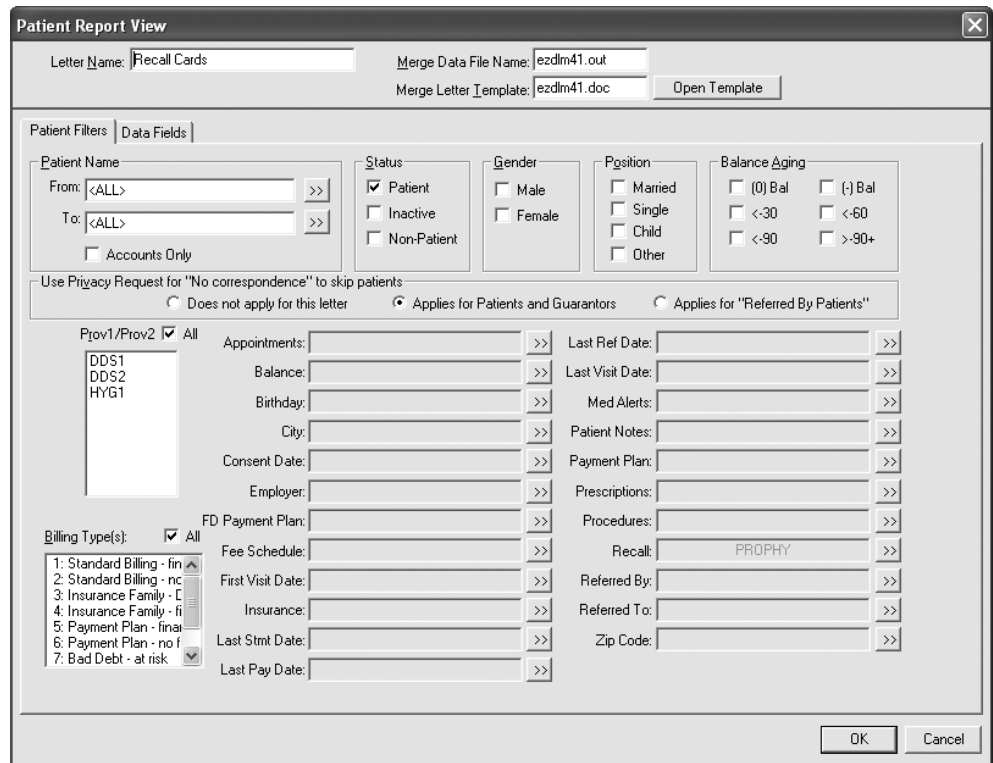 Patient Report View
Letter Name: Recall Cards
Merge Data File Name: ezdlm41.out
Merge Letter Template: ezdlm41.doc Open Template
Patient Filters Data Fields
Patient Name
From: <ALL> >>
To: <ALL> >>
Accounts Only
Status
Patient
Inactive
Non-Patient
Gender
Male
Female
Position
Married
Single
Child
Other
Balance Aging
(0) Bal (-) Bal
<-30 <-60
<-90 >-90+
Use Privacy Request for "No correspondence" to skip patients
Does not apply for this letter Applies for Patients and Guarantors Applies for "Referred By Patients"
Prov1/Prov2 All
DDS1
DDS2
HYG1
Billing Type(s): All
1: Standard Billing - fin
2: Standard Billing - no
3: Insurance Family - D
4: Insurance Family - fi
5: Payment Plan - finar
6: Payment Plan - no f
7: Bad Debt - at risk
Appointments: >>
Balance: >>
Birthday: >>
City: >>
Consent Date: >>
Employer: >>
FD Payment Plan: >>
Fee Schedule: >>
First Visit Date: >>
Insurance: >>
Last Stmt Date: >>
Last Pay Date: >>
Last Ref Date: >>
Last Visit Date: >>
Med Alerts: >>
Patient Notes: >>
Payment Plan: >>
Prescriptions: >>
Procedures: >>
Recall: PROPHY >>
Referred By: >>
Referred To: >>
Zip Code: >>
OK Cancel